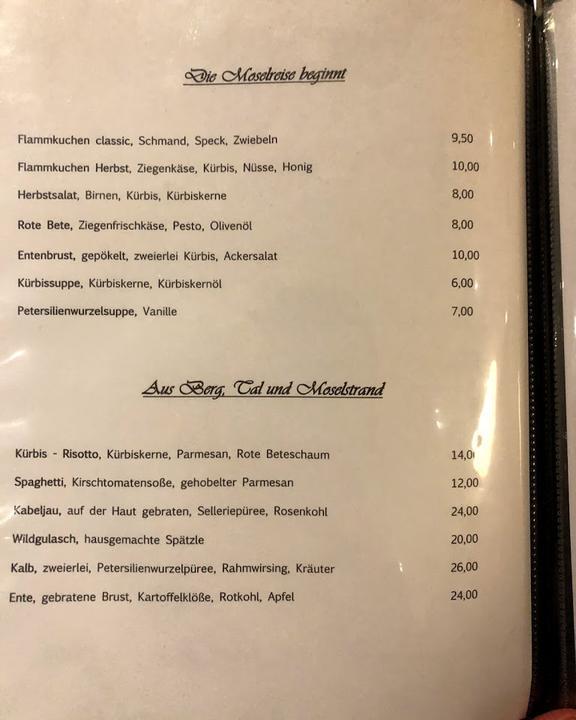 Die Moselreise beginnt
Flammkuchen classic, Schmand, Speck, Zwiebeln 9,50
Flammkuchen Herbst, Ziegenkäse, Kürbis, Nüsse, Honig 10,00
Herbstsalat, Birnen, Kürbis, Kürbiskerne 8,00
Rote Bete, Ziegenfrischkäse, Pesto, Olivenöl 8,00
Entenbrust, gepökelt, zweierlei Kürbis, Ackersalat 10,00
Kürbissuppe, Kürbiskerne, Kürbiskernöl 6,00
Petersilienwurzelsuppe, Vanille 7,00
Aus Berg, Tal und Moselstrand
Kürbis - Risotto, Kürbiskerne, Parmesan, Rote Beteschaum 14,00
Spaghetti, Kirschtomatensoße, gehobelter Parmesan 12,00
Kabeljau, auf der Haut gebraten, Selleriepüree, Rosenkohl 24,00
Wildgulasch, hausgemachte Spätzle 20,00
Kalb, zweierlei, Petersilienwurzelpüree, Rahmwirsing, Kräuter 26,00
Ente, gebratene Brust, Kartoffelklöße, Rotkohl, Apfel 24,00